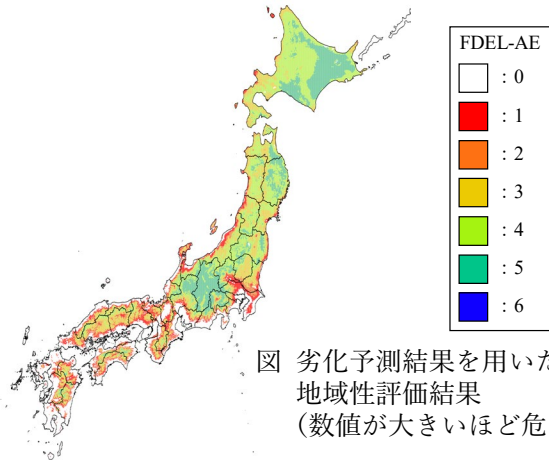 FDEL-AE
: 0
: 1
: 2
: 3
: 4
: 5
: 6
図 劣化予測結果を用いた
地域性評価結果
(数値が大きいほど危